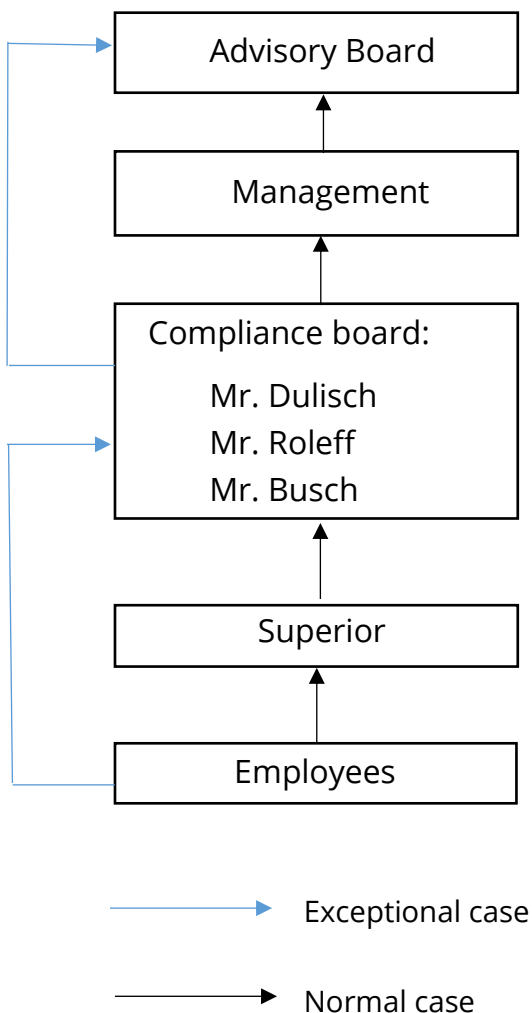 Advisory Board
Management
Compliance board:
Mr. Dulisch
Mr. Roleff
Mr. Busch
Superior
Employees
Exceptional case
Normal case